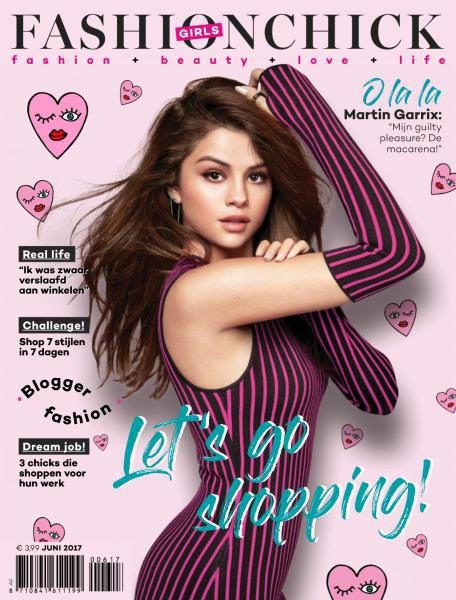 FASHIONCHICK
GIRLS
fashion + beauty + love + life
O la la
Martin Garrix:
“Mijn guilty
pleasure? De
macarena!”
Real life
“Ik was zwaar
verslaafd
aan winkelen”
Challenge!
Shop 7 stijlen
in 7 dagen
Blogger
fashion
Dream job!
3 chicks die
shoppen voor
hun werk
Let's go
shopping!
€ 3,99 JUNI 2017
00617
8 710841 611199